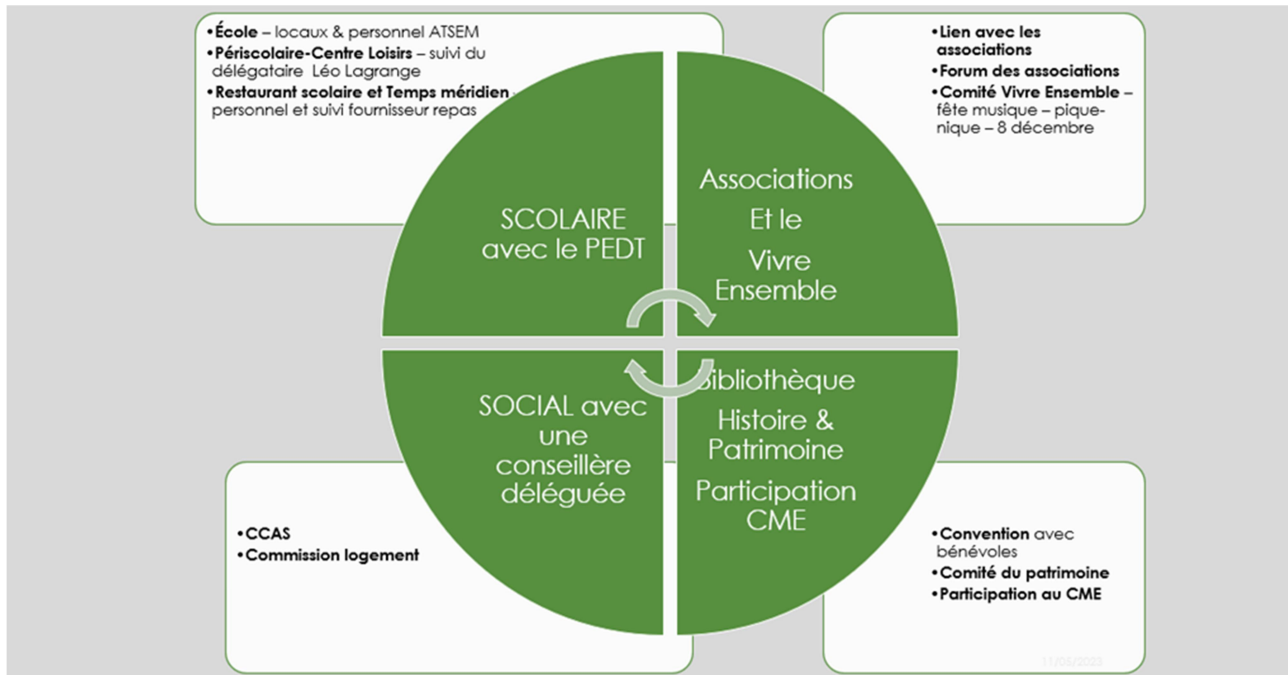 •École – locaux & personnel ATSEM
•Périscolaire-Centre Loisirs – suivi du
délégataire Léo Lagrange
•Restaurant scolaire et Temps méridien -
personnel et suivi fournisseur repas
•Lien avec les
associations
•Forum des associations
•Comité Vivre Ensemble –
fête musique – pique-
nique – 8 décembre
SCOLAIRE
avec le PEDT
Associations
Et le
Vivre
Ensemble
SOCIAL avec
une
conseillère
déléguée
Bibliothèque
Histoire &
Patrimoine
Participation
CME
•CCAS
•Commission logement
•Convention avec
bénévoles
•Comité du patrimoine
•Participation au CME
11/05/2023